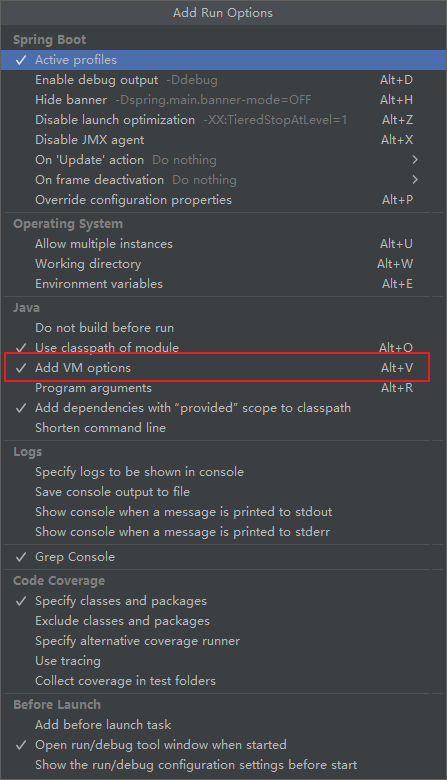 Add Run Options
Spring Boot
Active profiles
Enable debug output -Ddebug Alt+D
Hide banner -Dspring.main.banner-mode=OFF Alt+H
Disable launch optimization -XX:TieredStopAtLevel=1 Alt+Z
Disable JMX agent Alt+X
On 'Update' action Do nothing
On frame deactivation Do nothing
Override configuration properties Alt+P
Operating System
Allow multiple instances Alt+U
Working directory Alt+W
Environment variables Alt+E
Java
Do not build before run
Use classpath of module Alt+O
Add VM options Alt+V
Program arguments Alt+R
Add dependencies with “provided” scope to classpath
Shorten command line
Logs
Specify logs to be shown in console
Save console output to file
Show console when a message is printed to stdout
Show console when a message is printed to stderr
Grep Console
Code Coverage
Specify classes and packages
Exclude classes and packages
Specify alternative coverage runner
Use tracing
Collect coverage in test folders
Before Launch
Add before launch task
Open run/debug tool window when started
Show the run/debug configuration settings before start